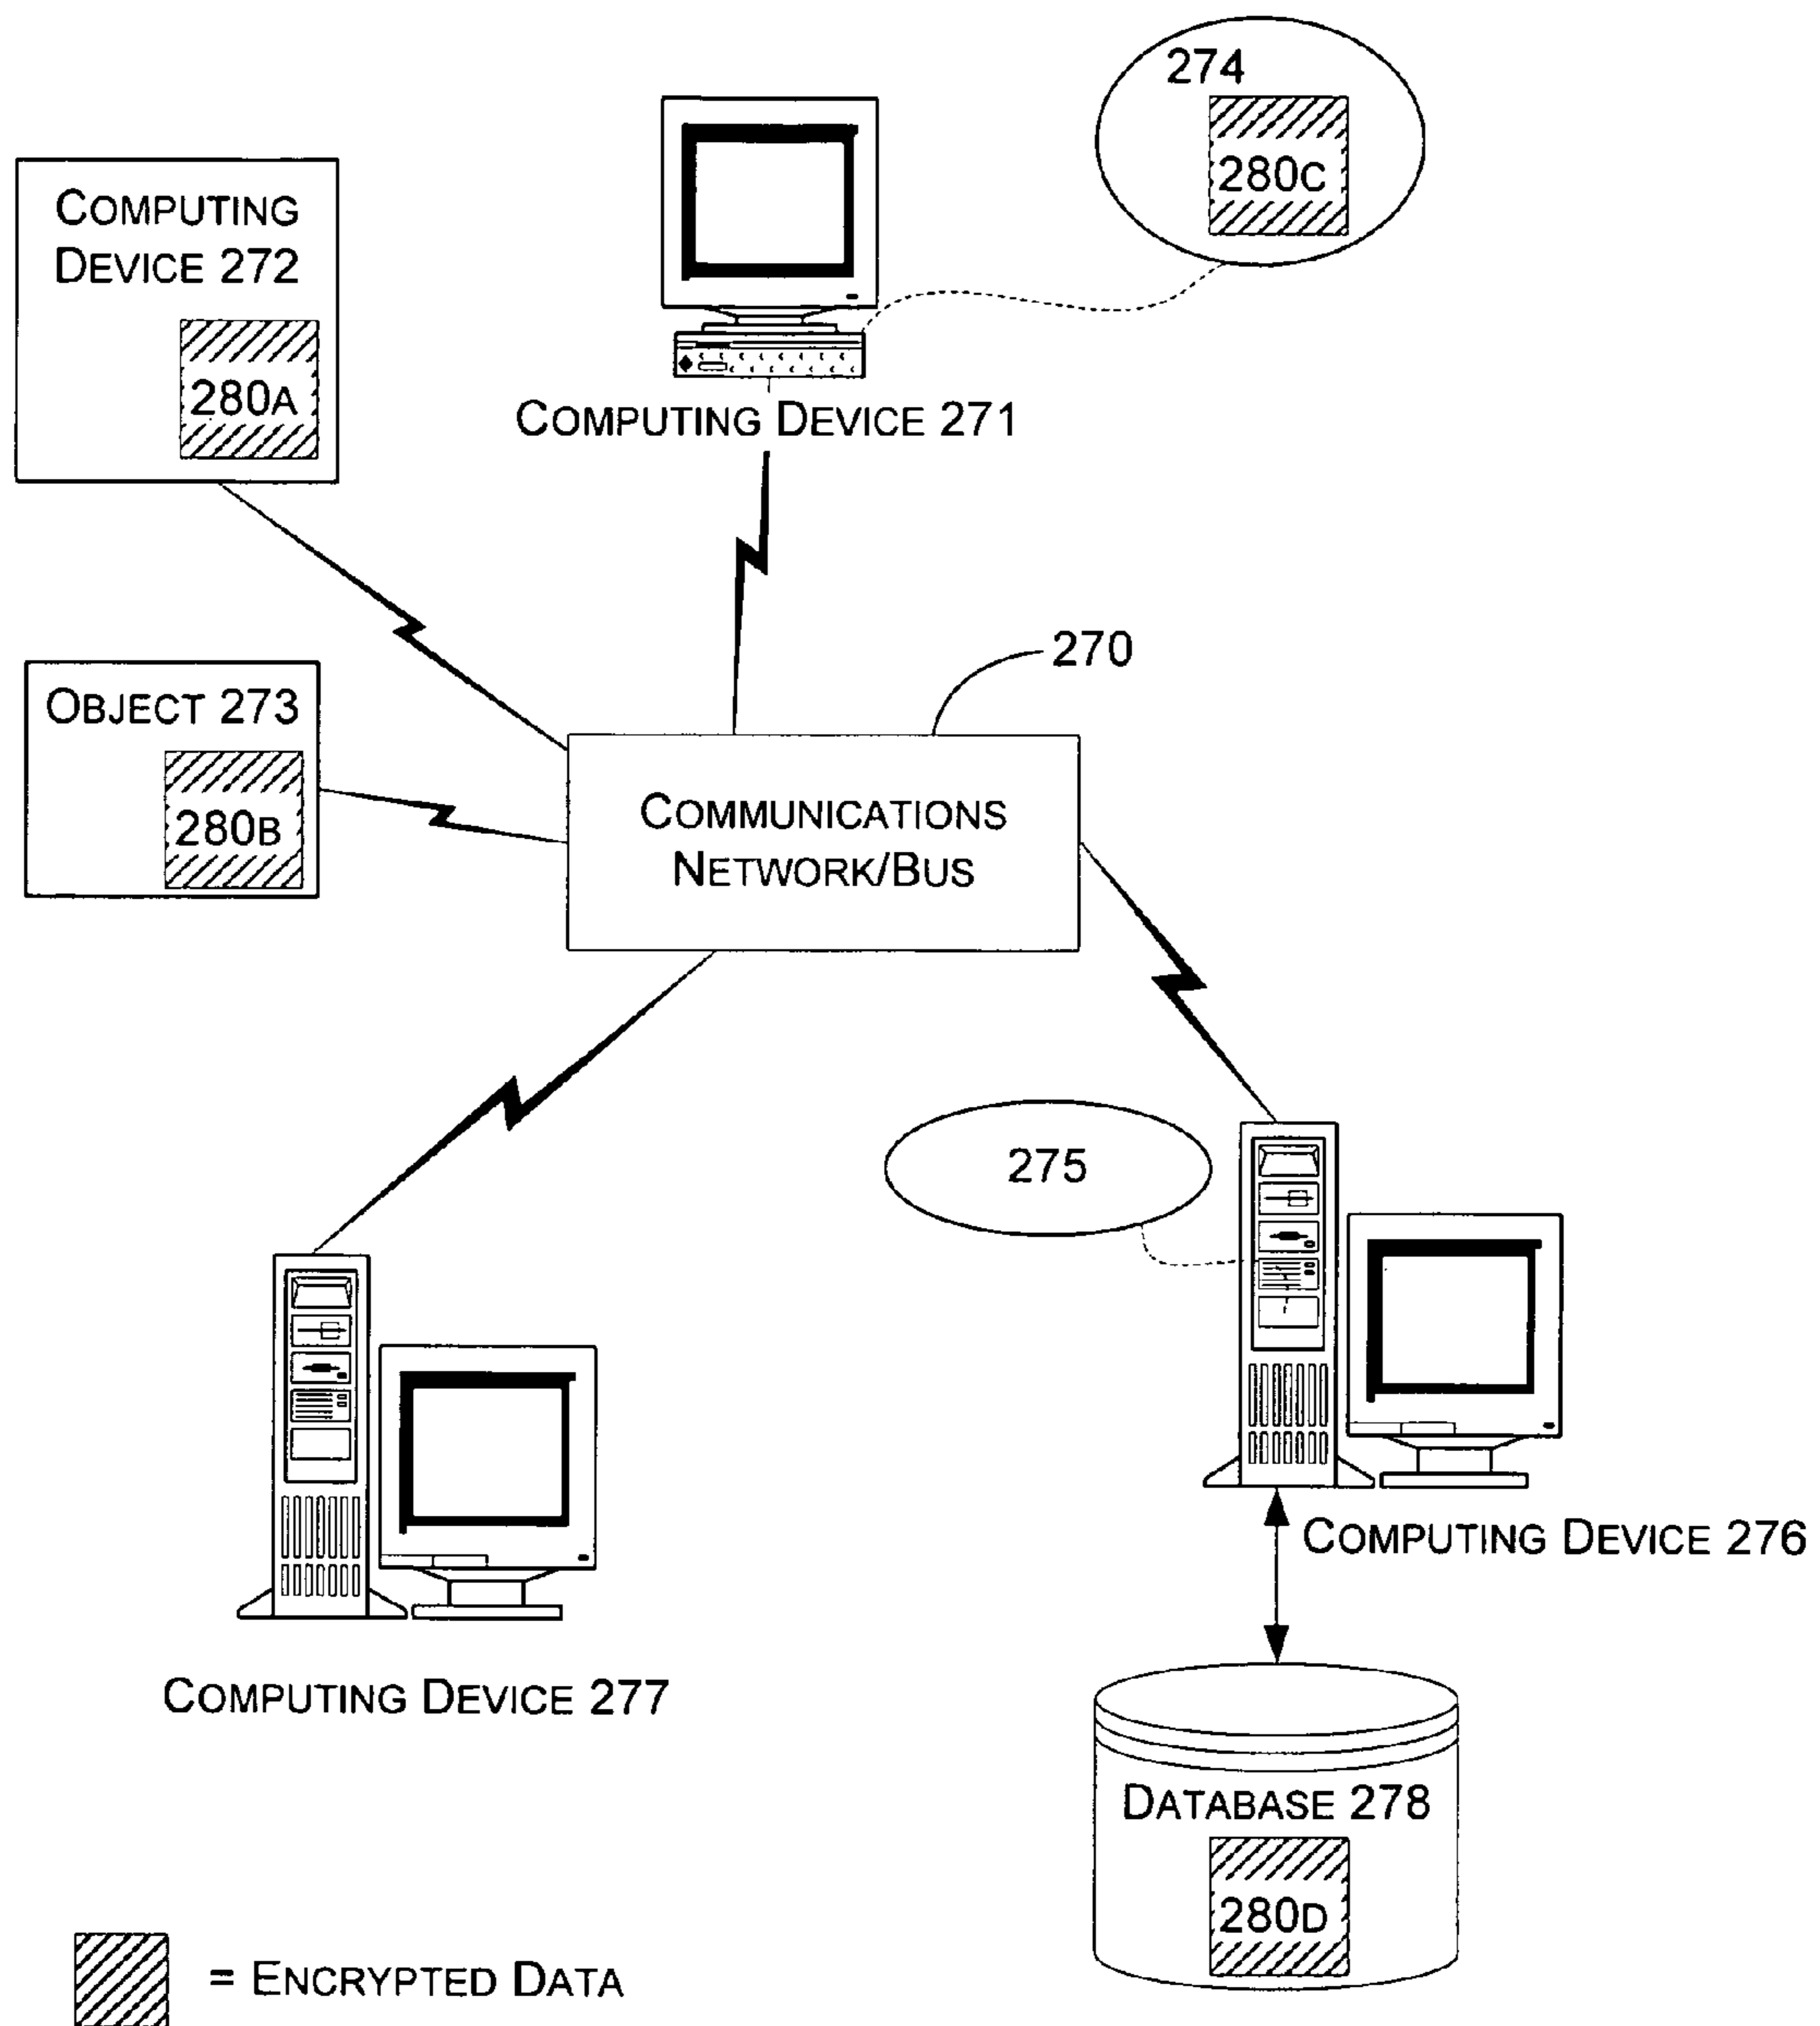 274
280C
COMPUTING
DEVICE 272
280A
COMPUTING DEVICE 271
270
OBJECT 273
280B
COMMUNICATIONS
NETWORK/BUS
275
COMPUTING DEVICE 276
COMPUTING DEVICE 277
DATABASE 278
280D
= ENCRYPTED DATA